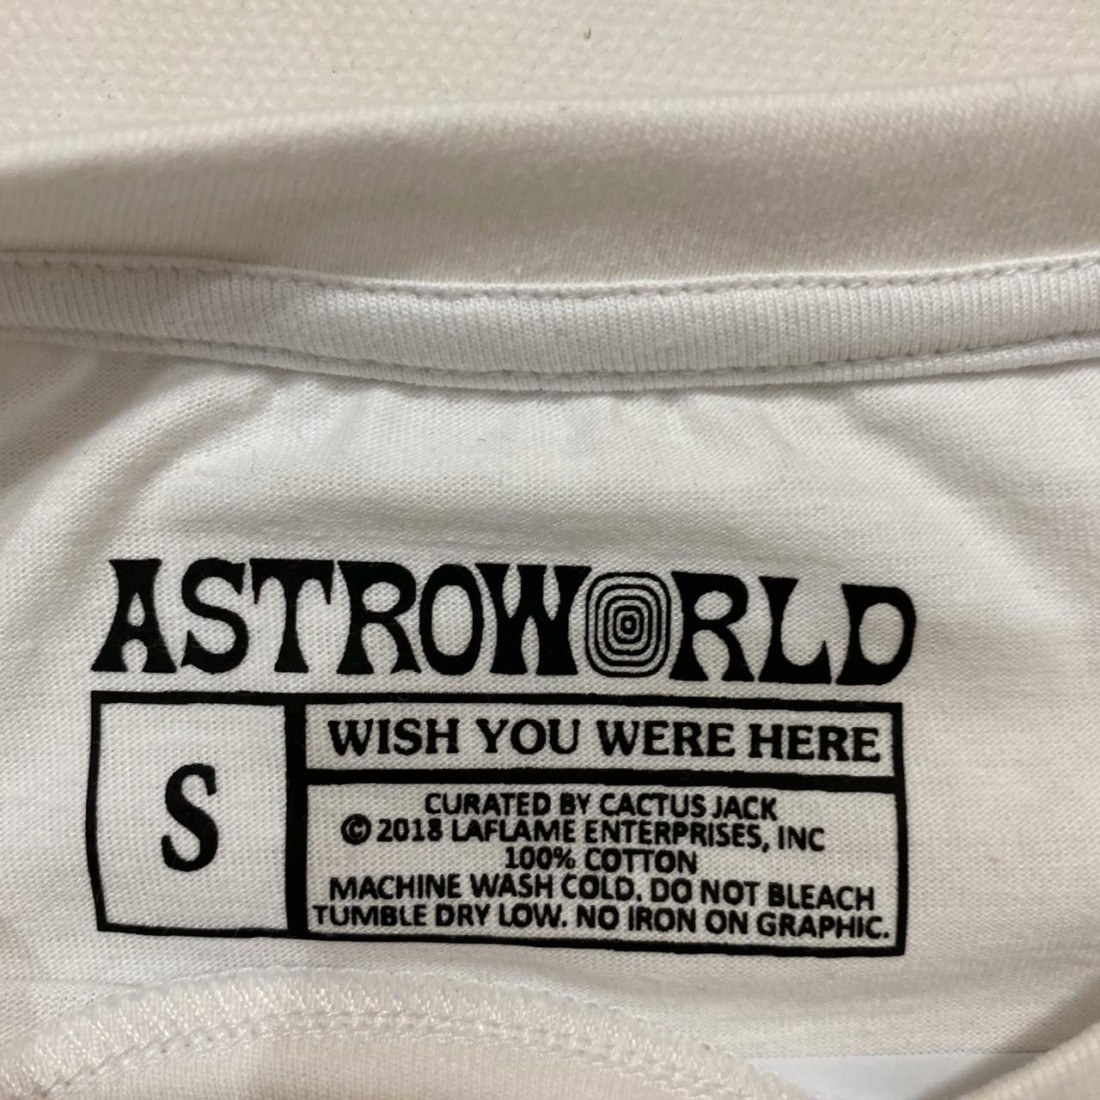 ASTROWORLD
S
WISH YOU WERE HERE
CURATED BY CACTUS JACK
© 2018 LAFLAME ENTERPRISES, INC
100% COTTON
MACHINE WASH COLD. DO NOT BLEACH
TUMBLE DRY LOW. NO IRON ON GRAPHIC.